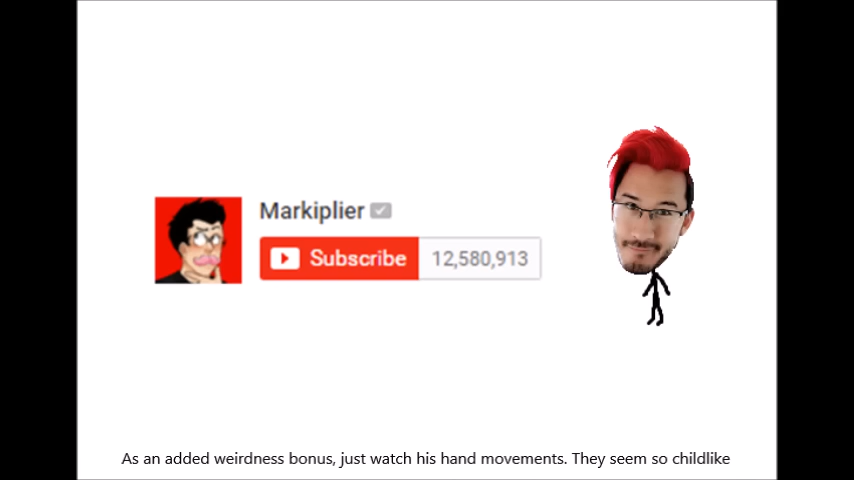 Markiplier
Subscribe 12,580,913
As an added weirdness bonus, just watch his hand movements. They seem so childlike